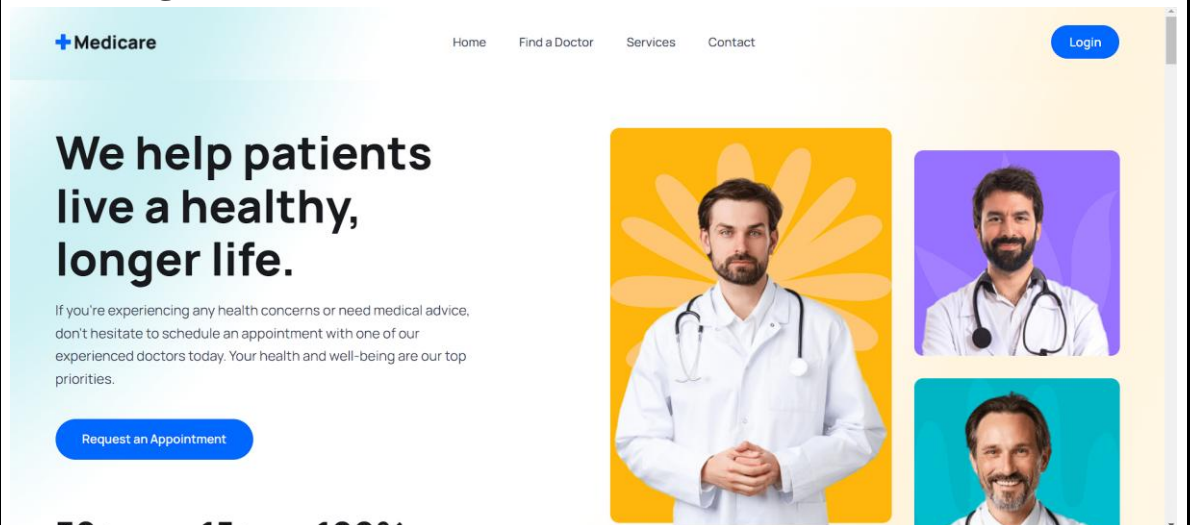 Medicare
Home
Find a Doctor
Services
Contact
Login
We help patients
live a healthy,
longer life.
If you're experiencing any health concerns or need medical advice,
don't hesitate to schedule an appointment with one of our
experienced doctors today. Your health and well-being are our top
priorities.
Request an Appointment